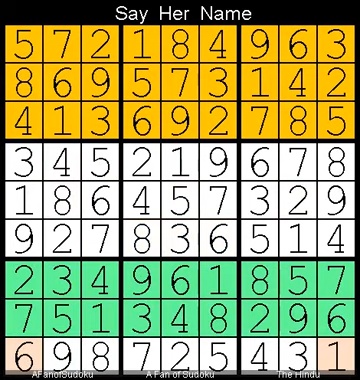 Say Her Name
5 7 2 1 8 4 9 6 3
8 6 9 5 7 3 1 4 2
4 1 3 6 9 2 7 8 5
3 4 5 2 1 9 6 7 8
1 8 6 4 5 7 3 2 9
9 2 7 8 3 6 5 1 4
2 3 4 9 6 1 8 5 7
7 5 1 3 4 8 2 9 6
6 9 8 7 2 5 4 3 1
AFanofSudoku A Fan of Sudoku The Hindu